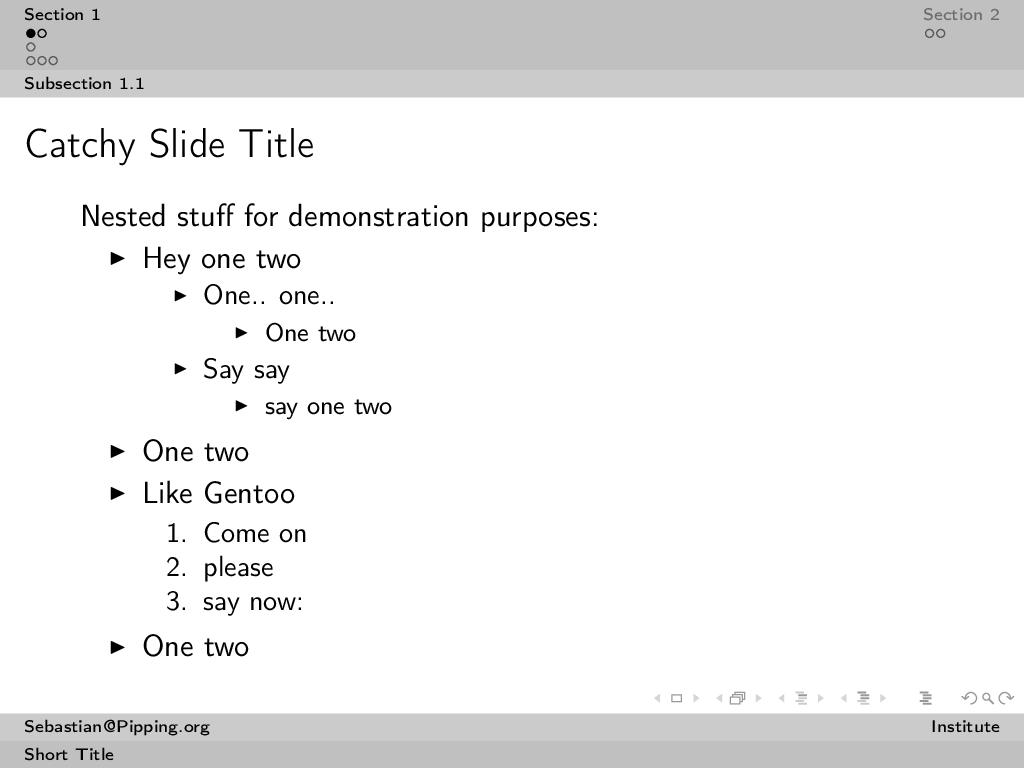 Section 1
Section 2
Subsection 1.1
Catchy Slide Title
Nested stuff for demonstration purposes:
Hey one two
One.. one..
One two
Say say
say one two
One two
Like Gentoo
1. Come on
2. please
3. say now:
One two
Sebastian@Pipping.org
Institute
Short Title